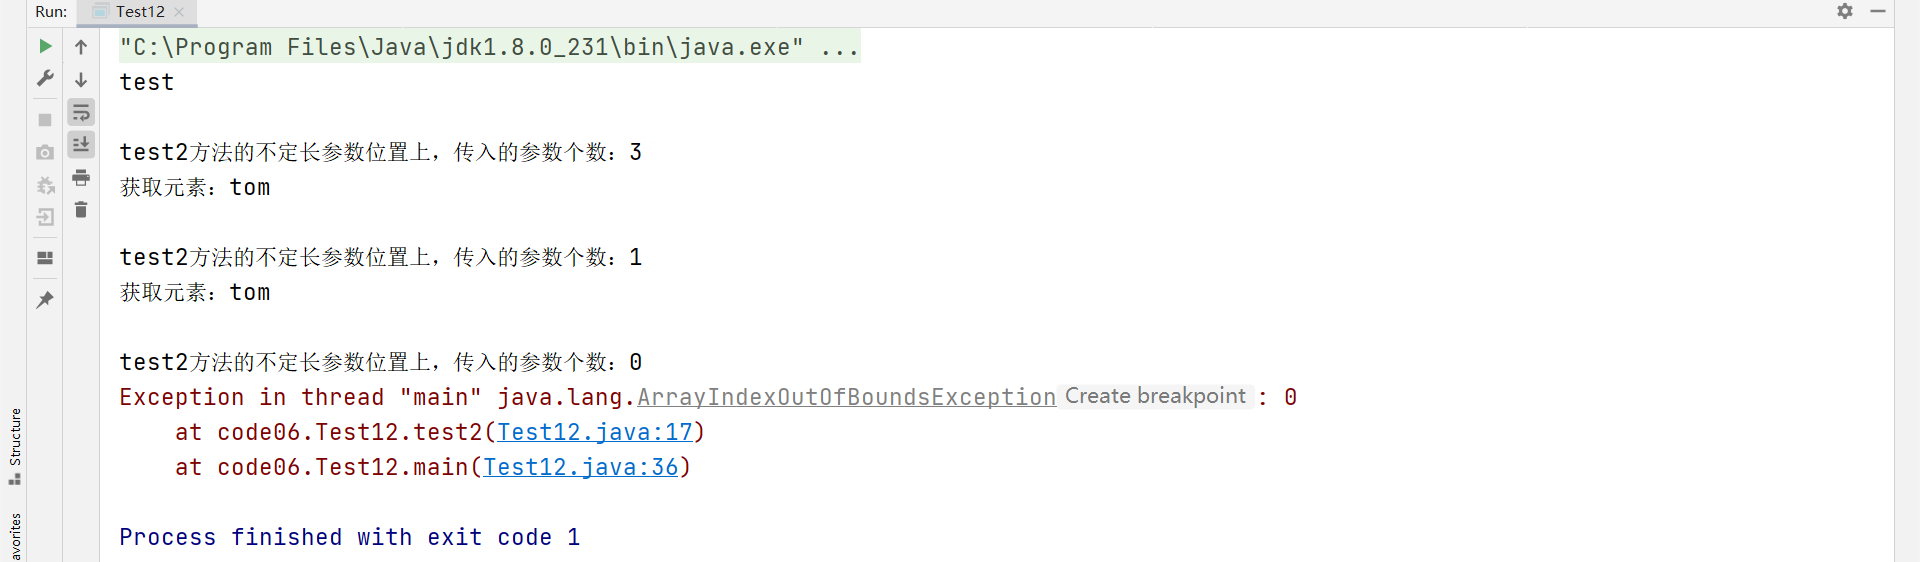 Run: Test12
"C:\Program Files\Java\jdk1.8.0_231\bin\java.exe" ...
test
test2方法的不定长参数位置上，传入的参数个数：3
获取元素：tom
test2方法的不定长参数位置上，传入的参数个数：1
获取元素：tom
test2方法的不定长参数位置上，传入的参数个数：0
Exception in thread "main" java.lang.ArrayIndexOutOfBoundsException Create breakpoint : 0
at code06.Test12.test2(Test12.java:17)
at code06.Test12.main(Test12.java:36)
Process finished with exit code 1
Structure
avorites